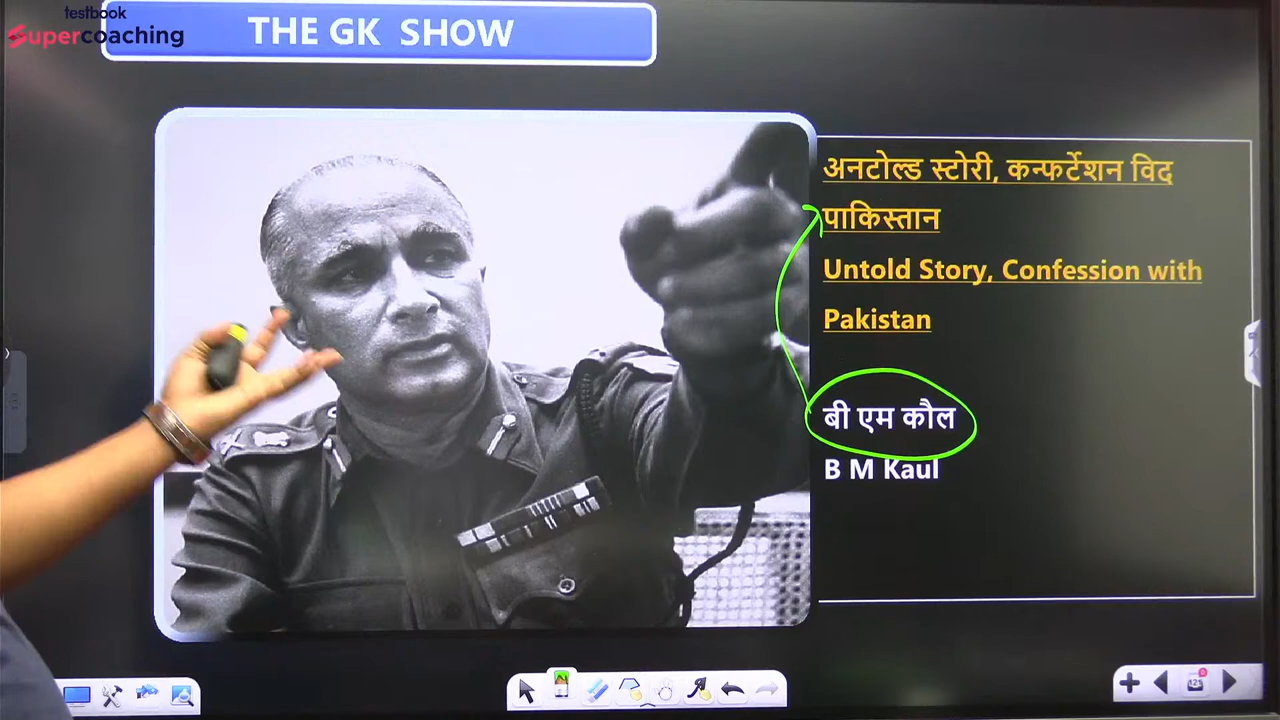 testbook
Supercoaching
THE GK SHOW
अनटोल्ड स्टोरी, कन्फर्टेशन विद
पाकिस्तान
Untold Story, Confession with
Pakistan
बी एम कौल
B M Kaul